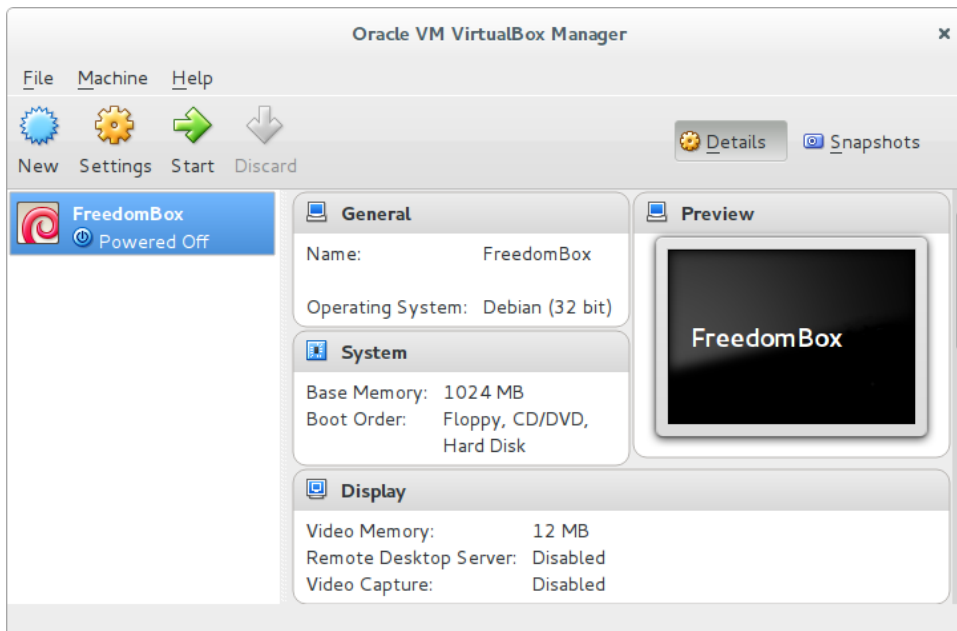 Oracle VM VirtualBox Manager
File Machine Help
New Settings Start Discard
Details Snapshots
FreedomBox
Powered Off
General
Name: FreedomBox
Operating System: Debian (32 bit)
System
Base Memory: 1024 MB
Boot Order: Floppy, CD/DVD,
Hard Disk
Preview
FreedomBox
Display
Video Memory: 12 MB
Remote Desktop Server: Disabled
Video Capture: Disabled